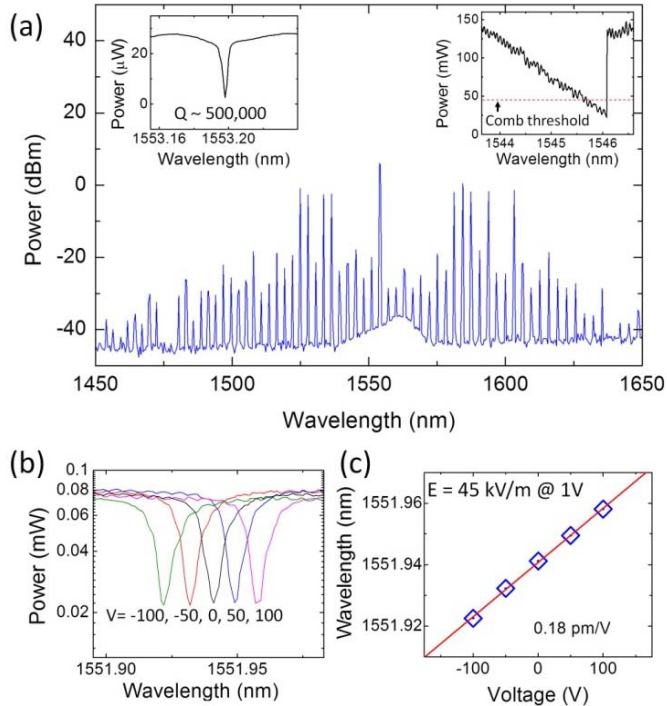 (a)
Power (dBm)
40
20
0
-20
-40
1450
1500
1550
1600
1650
Wavelength (nm)
Power (μW)
20
0
Q ~ 500,000
1553.16
1553.20
Wavelength (nm)
Power (mW)
150
100
50
0
Comb threshold
1544
1545
1546
Wavelength (nm)
(b)
Power (mW)
0.1
0.08
0.06
0.04
0.02
V= -100, -50, 0, 50, 100
1551.90
1551.95
Wavelength (nm)
(c)
Wavelength (nm)
1551.96
1551.94
1551.92
E = 45 kV/m @ 1V
0.18 pm/V
-100
-50
0
50
100
Voltage (V)